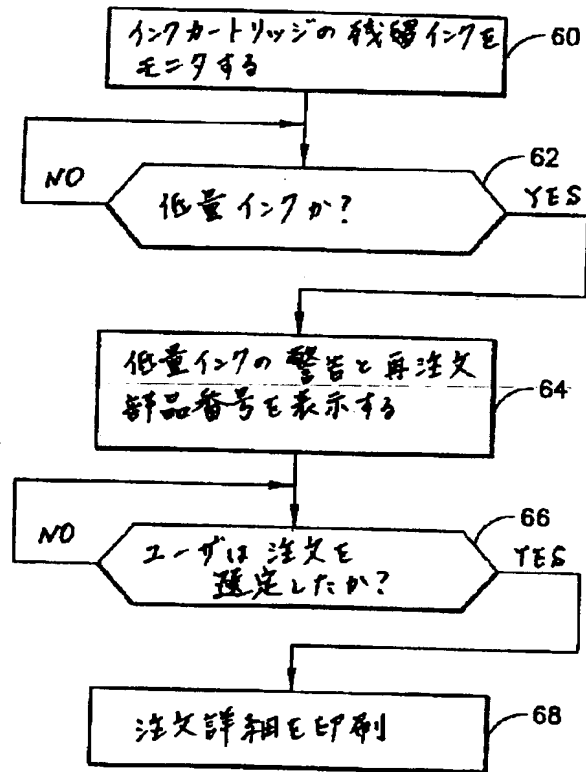 インクカートリッジの残留インクを
モニタする
60
62
NO
低量インクか?
YES
低量インクの警告と再注文
部品番号を表示する
64
66
NO
ユーザは注文を
選定したか?
YES
注文詳細を印刷
68